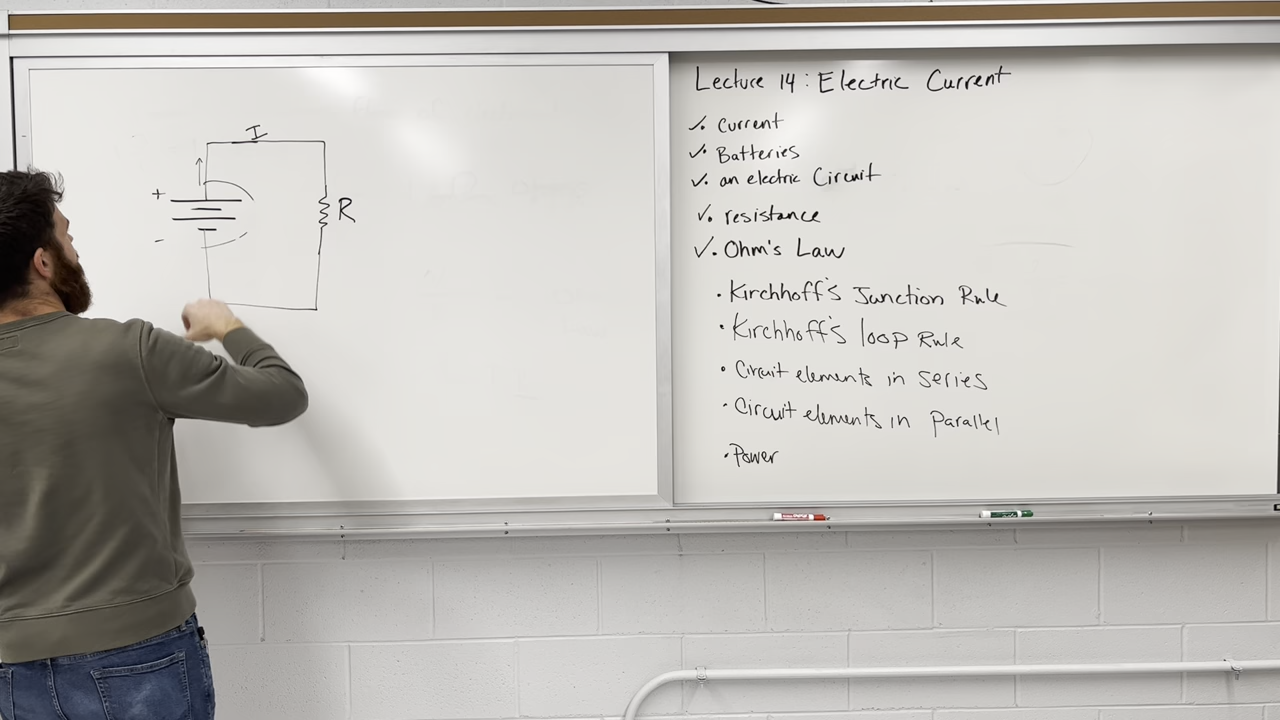 I
+
-
R
Lecture 14: Electric Current
✓. Current
✓. Batteries
✓. an electric Circuit
✓. resistance
✓. Ohm's Law
• Kirchhoff's Junction Rule
• Kirchhoff's loop Rule
• Circuit elements in series
• Circuit elements in Parallel
• Power